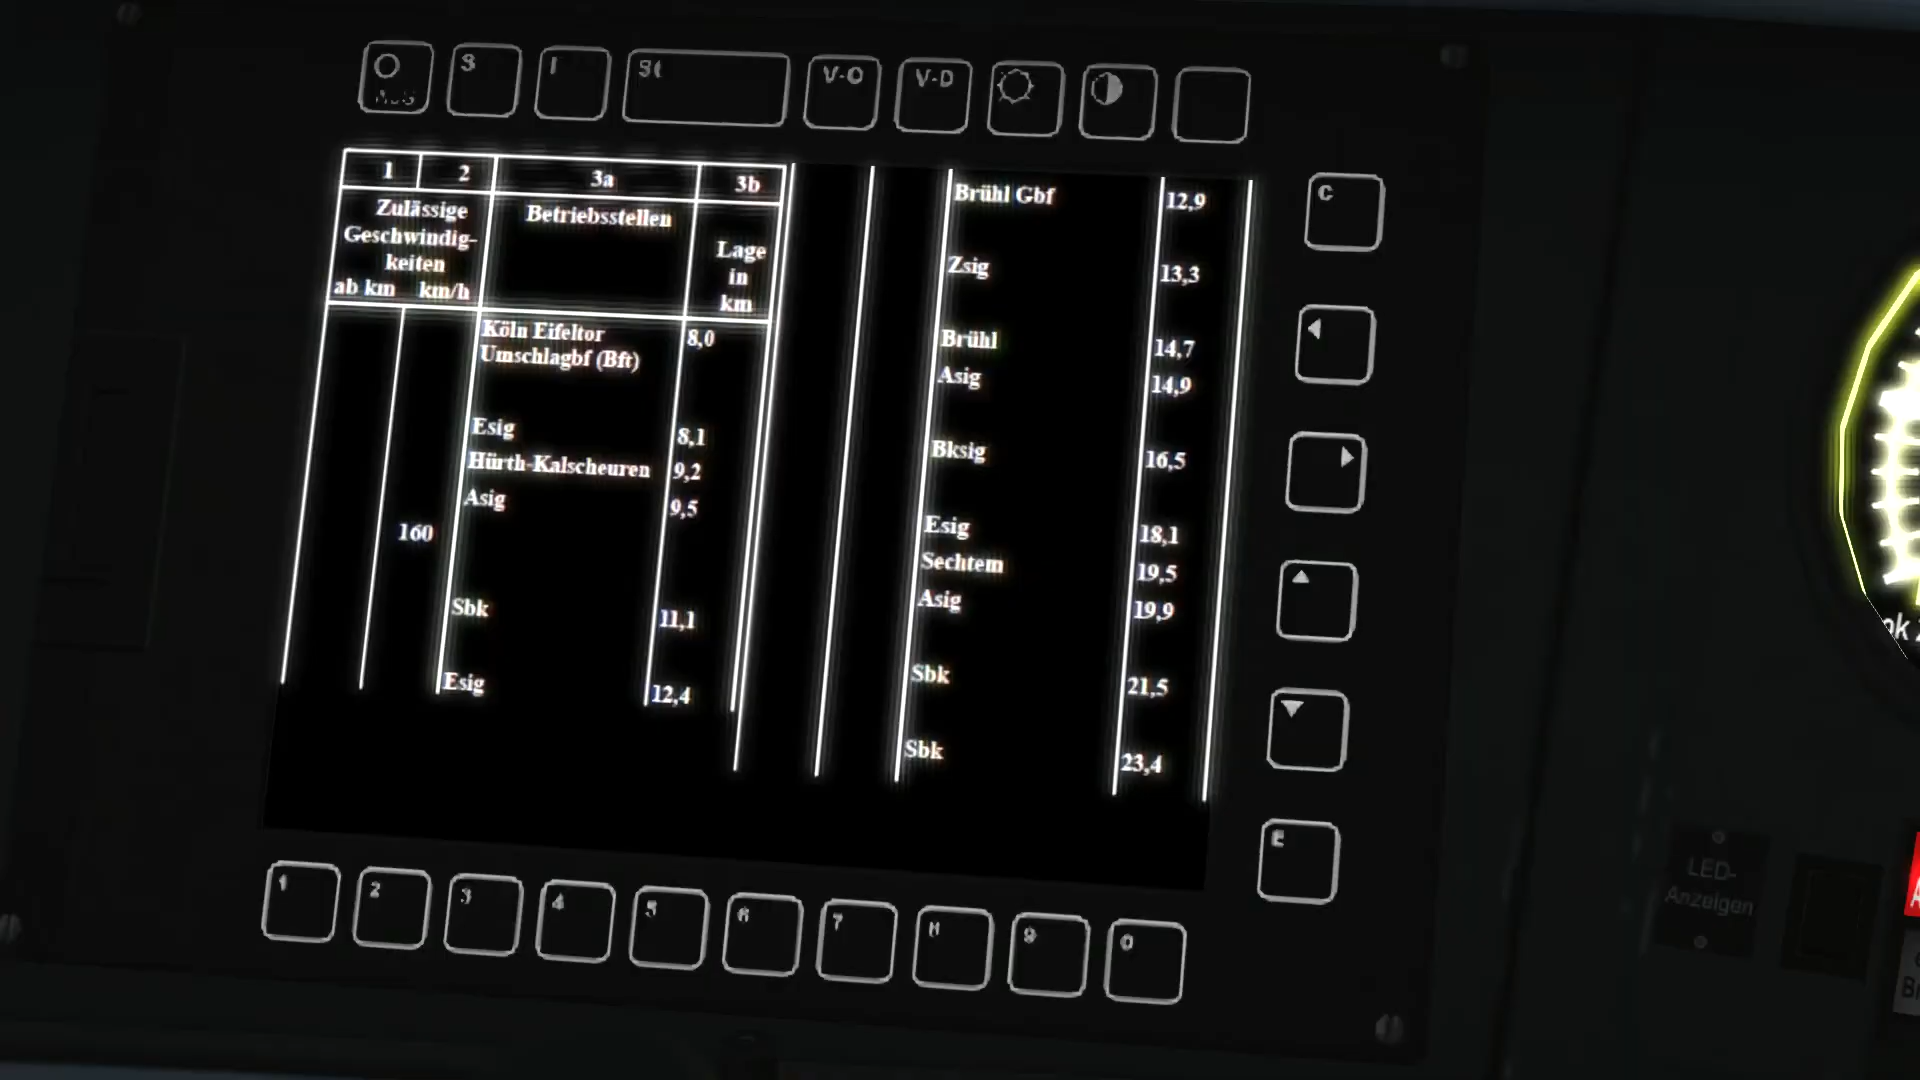 S
I
St
V-O
V-D
1 2 3a 3b
Zulässige
Geschwindig-
keiten
ab km km/h
Betriebsstellen
Lage
in
km
Köln Eifeltor 8,0
Umschlagbf (Bft)
Esig 8,1
Hürth-Kalscheuren 9,2
Asig 9,5
160
Sbk 11,1
Esig 12,4
Brühl Gbf 12,9
Zsig 13,3
Brühl 14,7
Asig 14,9
Bksig 16,5
Esig 18,1
Sechtem 19,5
Asig 19,9
Sbk 21,5
Sbk 23,4
C
E
1 2 3 4 5 6 7 8 9 0
LED-
Anzeigen